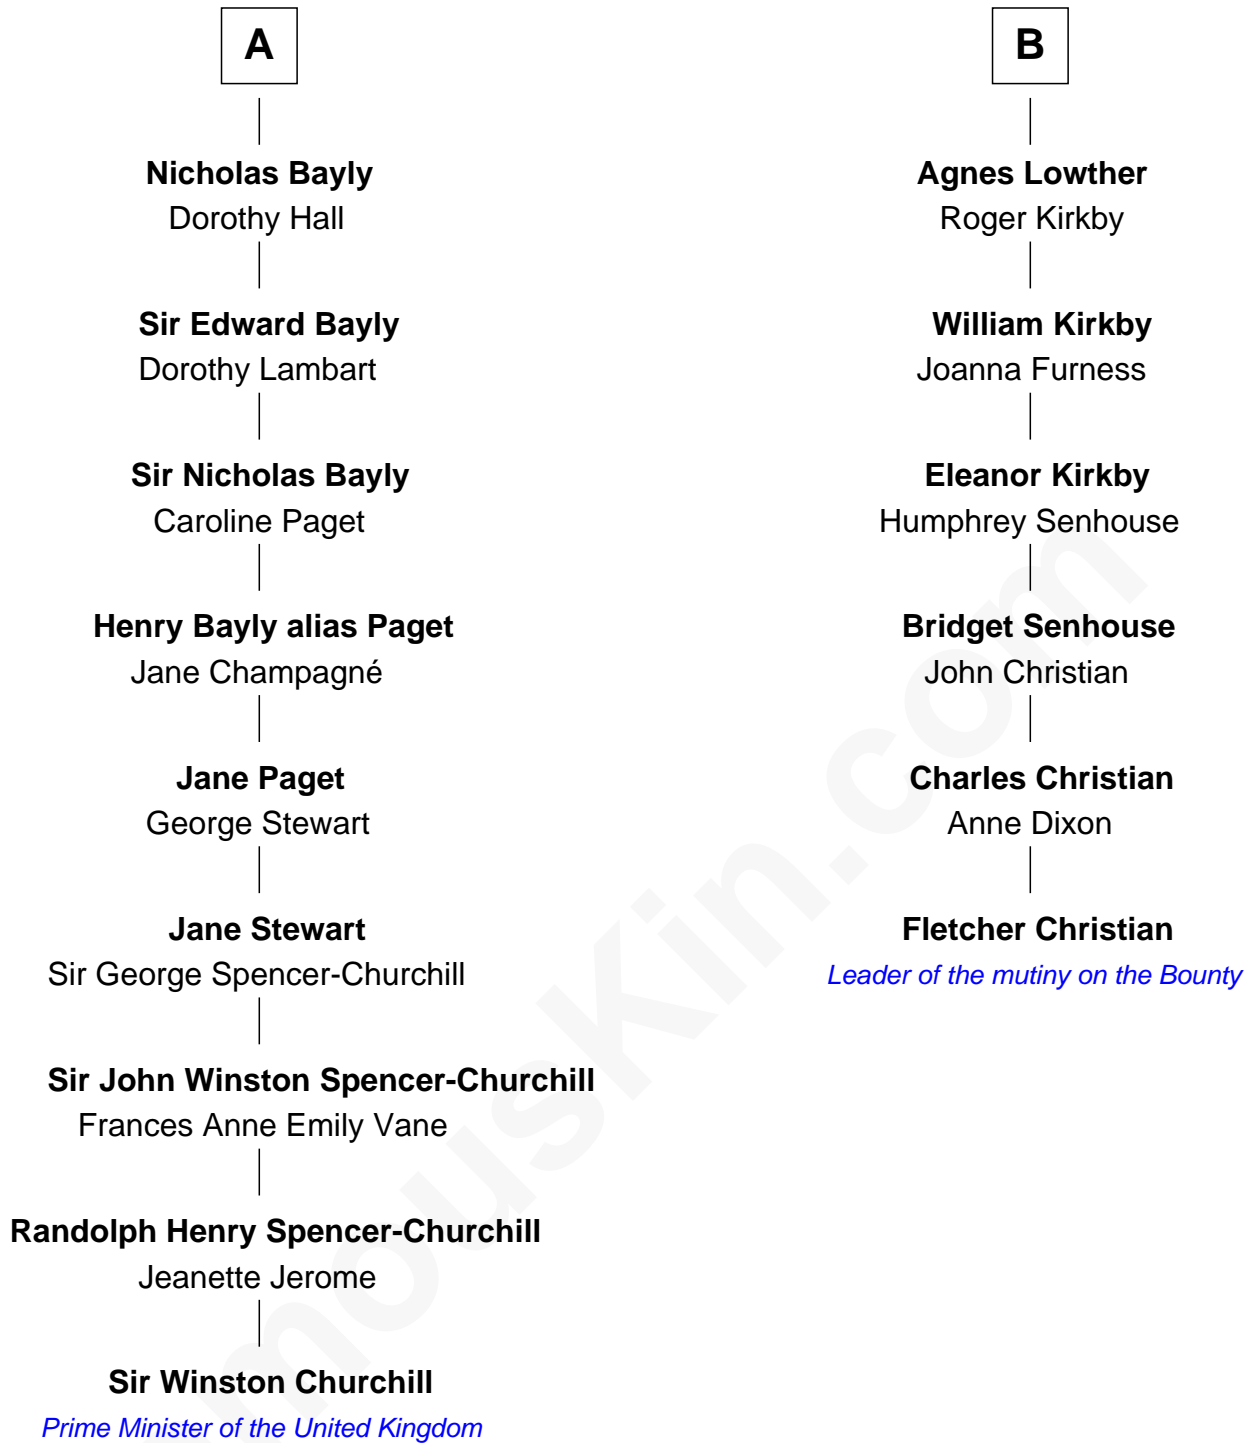 A
Nicholas Bayly
Dorothy Hall
Sir Edward Bayly
Dorothy Lambart
Sir Nicholas Bayly
Caroline Paget
Henry Bayly alias Paget
Jane Champagné
Jane Paget
George Stewart
Jane Stewart
Sir George Spencer-Churchill
Sir John Winston Spencer-Churchill
Frances Anne Emily Vane
Randolph Henry Spencer-Churchill
Jeanette Jerome
Sir Winston Churchill
Prime Minister of the United Kingdom
B
Agnes Lowther
Roger Kirkby
William Kirkby
Joanna Furness
Eleanor Kirkby
Humphrey Senhouse
Bridget Senhouse
John Christian
Charles Christian
Anne Dixon
Fletcher Christian
Leader of the mutiny on the Bounty
mouskin.com